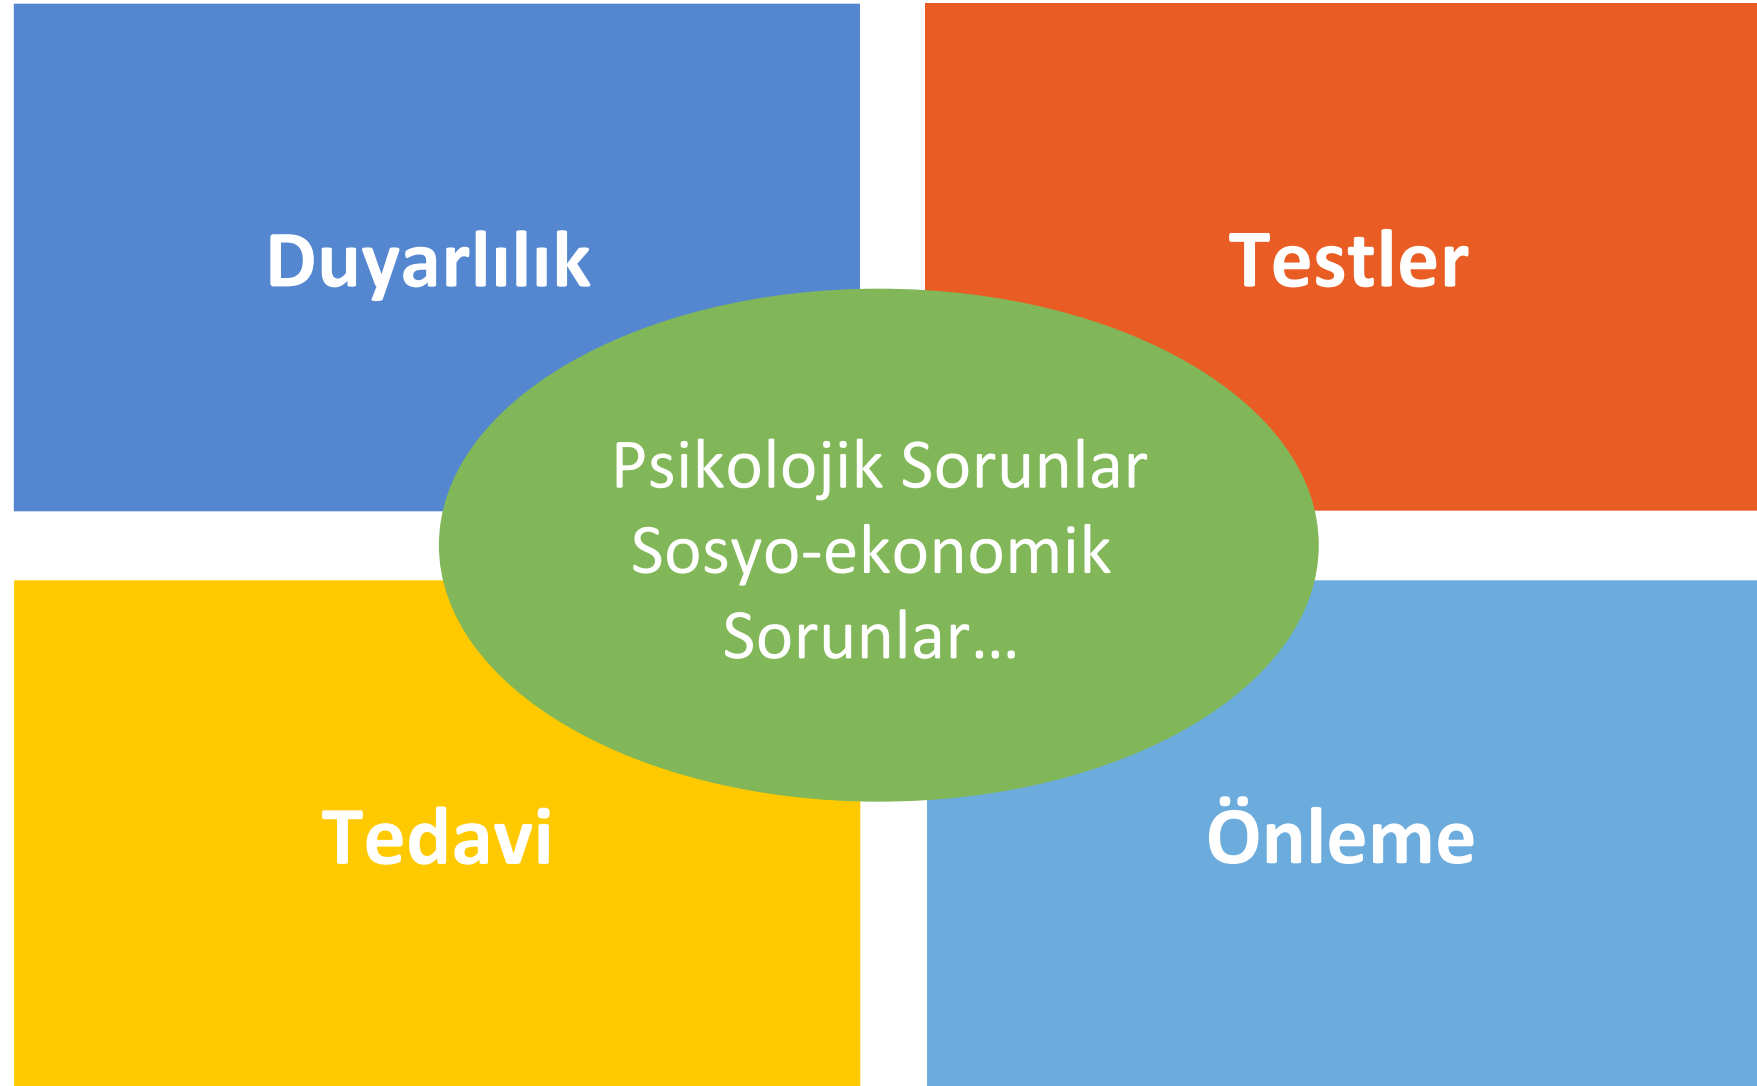 Duyarlılık
Testler
Psikolojik Sorunlar
Sosyo-ekonomik
Sorunlar...
Tedavi
Önleme